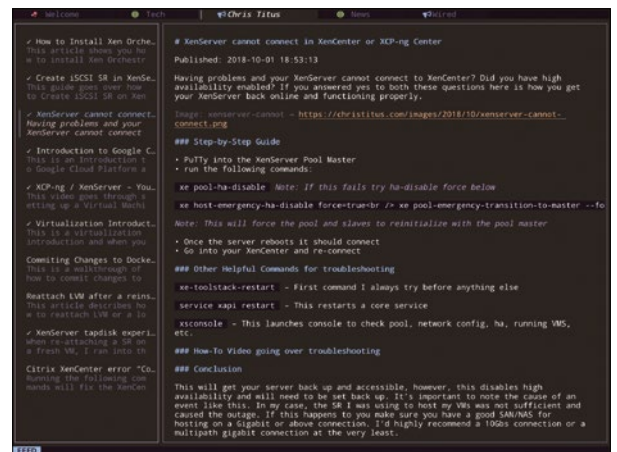 Welcome
Tech
Chris Titus
News
Wired
✓ How to Install Xen Orche…
This article shows you ho
w to install Xen Orchestr
✓ Create iSCSI SR in XenSe…
This guide goes over how
to Create iSCSI SR on Xen
✓ XenServer cannot connect…
Having problems and your
XenServer cannot connect
✓ Introduction to Google C…
This is an Introduction t
o Google Cloud Platform a
✓ XCP-ng / XenServer - You…
This video goes through s
etting up a Virtual Machi
✓ Virtualization Introduct…
This is a virtualization
introduction and when you
Commiting Changes to Docke…
This is a walkthrough of
how to commit changes to
Reattach LVM after a reins…
This article describes ho
w to reattach LVM or a lo
✓ XenServer tapdisk experi…
When re-attaching a SR on
a fresh VM, I ran into th
Citrix XenCenter error "Co…
Running the following com
mands will fix the XenCen
# XenServer cannot connect in XenCenter or XCP-ng Center
Published: 2018-10-01 18:53:13
Having problems and your XenServer cannot connect to XenCenter? Did you have high
availability enabled? If you answered yes to both these questions here is how you get
your XenServer back online and functioning properly.
Image: xenserver-cannot - https://christitus.com/images/2018/10/xenserver-cannot-
connect.png
### Step-by-Step Guide
• PuTTy into the XenServer Pool Master
• run the following commands:
xe pool-ha-disable Note: If this fails try ha-disable force below
xe host-emergency-ha-disable force=true<br /> xe pool-emergency-transition-to-master --fo
Note: This will force the pool and slaves to reinitialize with the pool master
• Once the server reboots it should connect
• Go into your XenCenter and re-connect
### Other Helpful Commands for troubleshooting
xe-toolstack-restart - First command I always try before anything else
service xapi restart - This restarts a core service
xsconsole - This launches console to check pool, network config, ha, running VMS,
etc.
### How-To Video going over troubleshooting
### Conclusion
This will get your server back up and accessible, however, this disables high
availability and will need to be set back up. It's important to note the cause of an
event like this. In my case, the SR I was using to host my VMs was not sufficient and
caused the outage. If this happens to you make sure you have a good SAN/NAS for
hosting on a Gigabit or above connection. I'd highly recommend a 10Gbs connection or a
multipath gigabit connection at the very least.
FEED